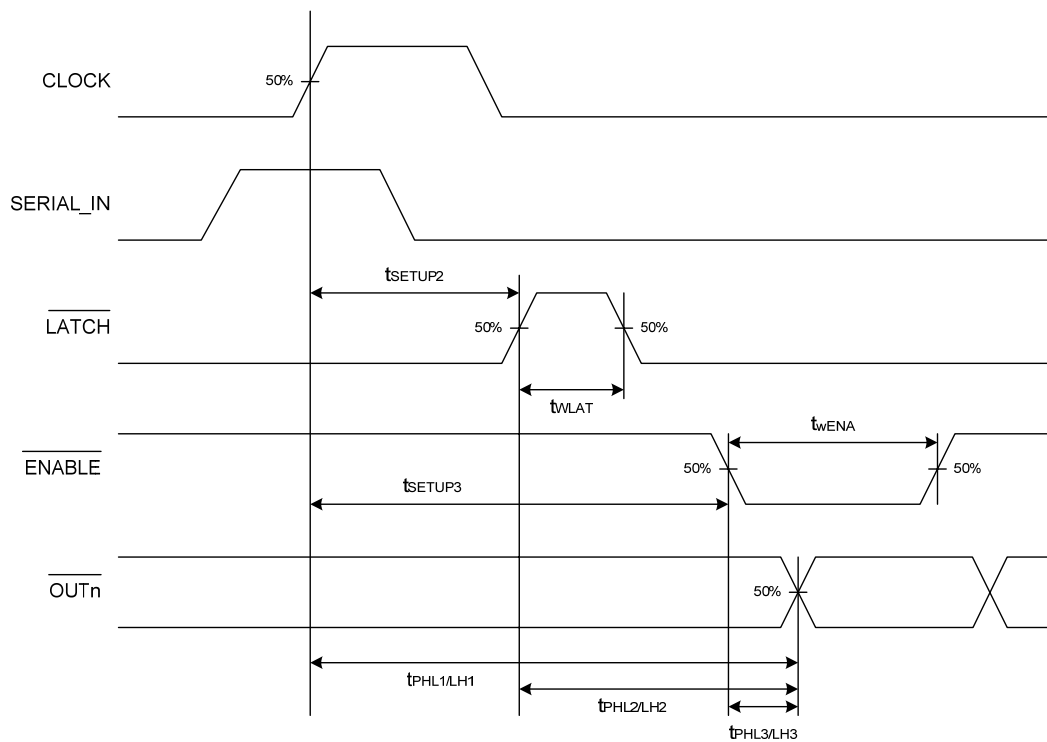 CLOCK
50%
SERIAL_IN
tSETUP2
LATCH
50%
50%
tWLAT
twENA
ENABLE
50%
50%
tSETUP3
OUTn
50%
tPHL1/LH1
tPHL2/LH2
tPHL3/LH3